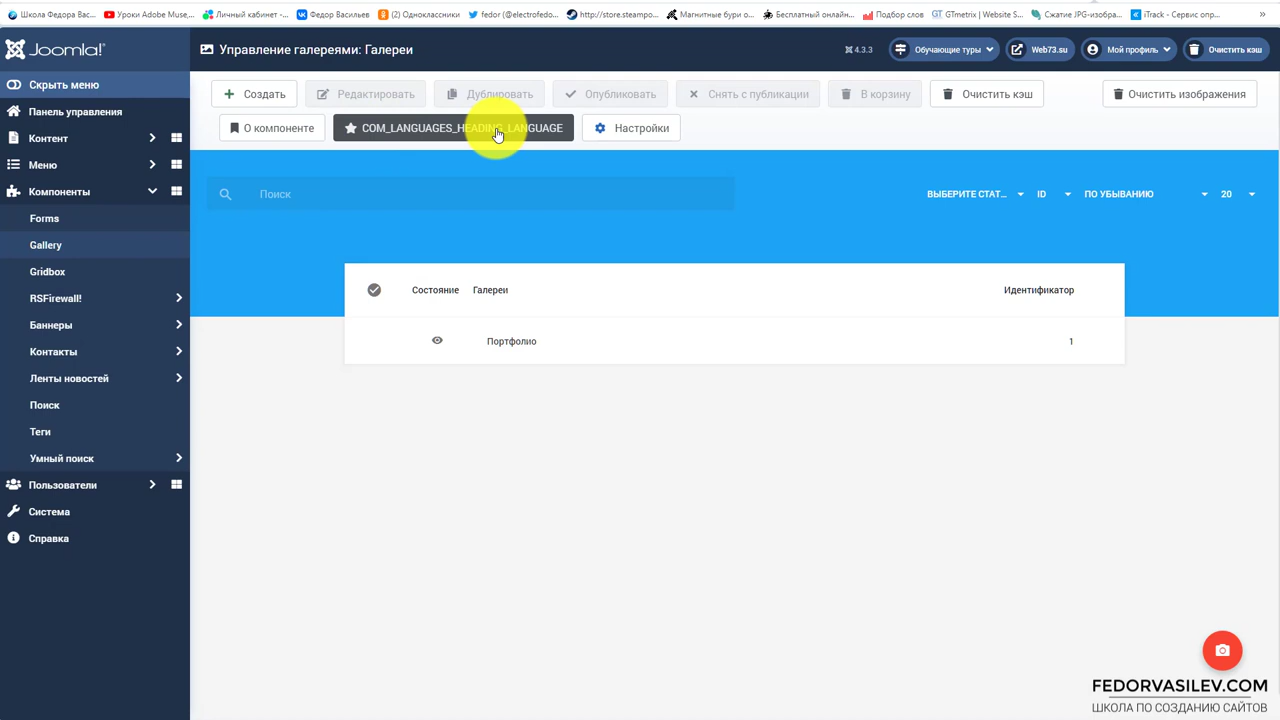 Школа Федора Вас...
Уроки Adobe Muse,...
Личный кабинет -...
Федор Васильев
(2) Одноклассники
fedor (@electrofedo...
http://store.steampo...
Магнитные бури о...
Бесплатный онлайн...
Подбор слов
GTmetrix | Website S...
Сжатие JPG-изобра...
iTrack - Сервис опр...
Joomla!
Управление галереями: Галереи
4.3.3
Обучающие туры
Web73.su
Мой профиль
Очистить кэш
Скрыть меню
Панель управления
Контент
Меню
Компоненты
Forms
Gallery
Gridbox
RSFirewall!
Баннеры
Контакты
Ленты новостей
Поиск
Теги
Умный поиск
Пользователи
Система
Справка
Создать
Редактировать
Дублировать
Опубликовать
Снять с публикации
В корзину
Очистить кэш
Очистить изображения
О компоненте
COM_LANGUAGES_HEADING_LANGUAGE
Настройки
Поиск
ВЫБЕРИТЕ СТАТ...
ID
ПО УБЫВАНИЮ
20
Состояние
Галереи
Идентификатор
Портфолио
1
FEDORVASILEV.COM
ШКОЛА ПО СОЗДАНИЮ САЙТОВ